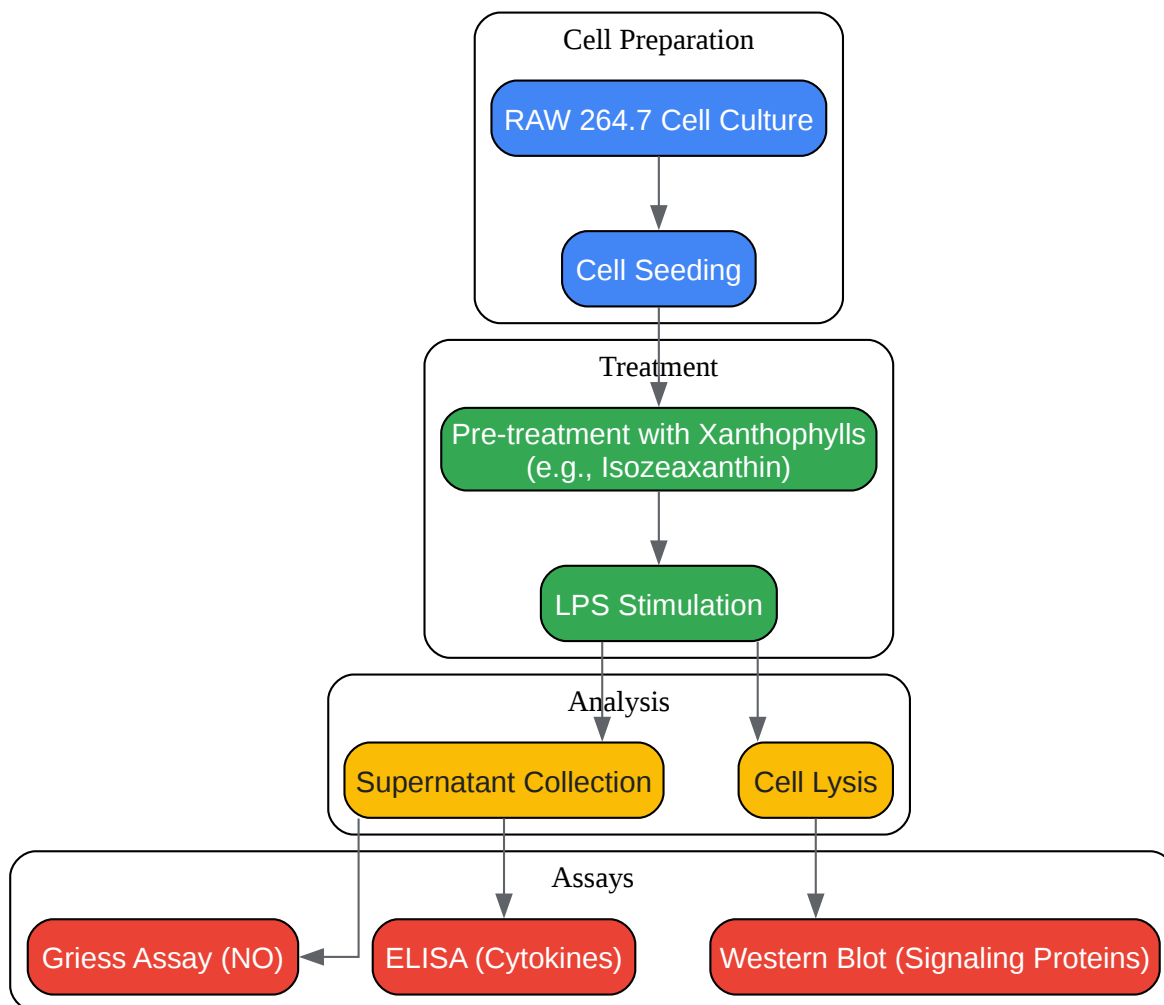 Cell Preparation
RAW 264.7 Cell Culture
Cell Seeding
Treatment
Pre-treatment with Xanthophylls
(e.g., Isozeaxanthin)
LPS Stimulation
Analysis
Supernatant Collection
Cell Lysis
Assays
Griess Assay (NO)
ELISA (Cytokines)
Western Blot (Signaling Proteins)